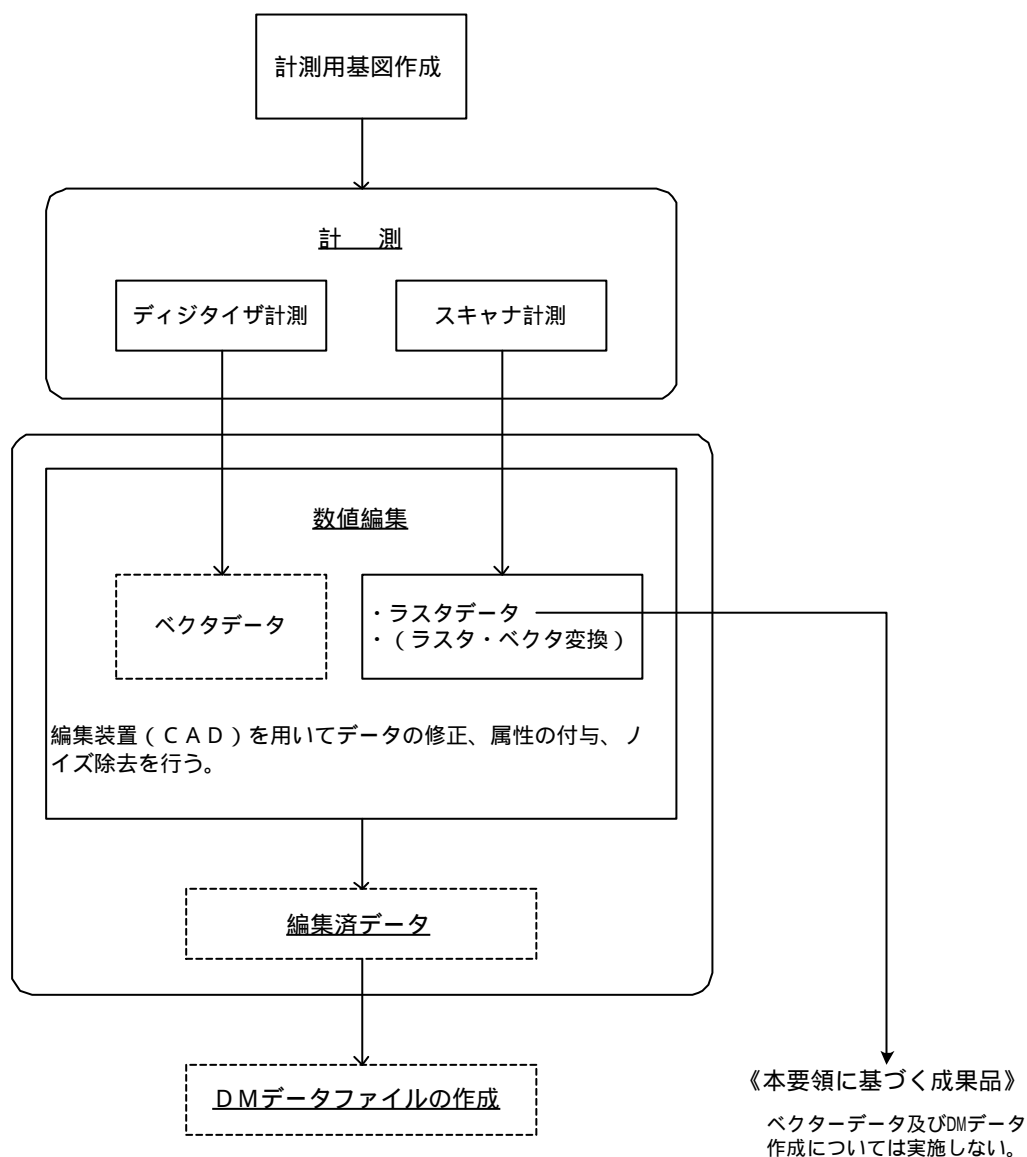 計測用基図作成
計　測
ディジタイザ計測
スキャナ計測
数値編集
ベクタデータ
・ラスタデータ
・（ラスタ・ベクタ変換）
編集装置（ＣＡＤ）を用いてデータの修正、属性の付与、ノ
イズ除去を行う。
編集済データ
ＤＭデータファイルの作成
《本要領に基づく成果品》
ベクターデータ及びDMデータ
作成については実施しない。